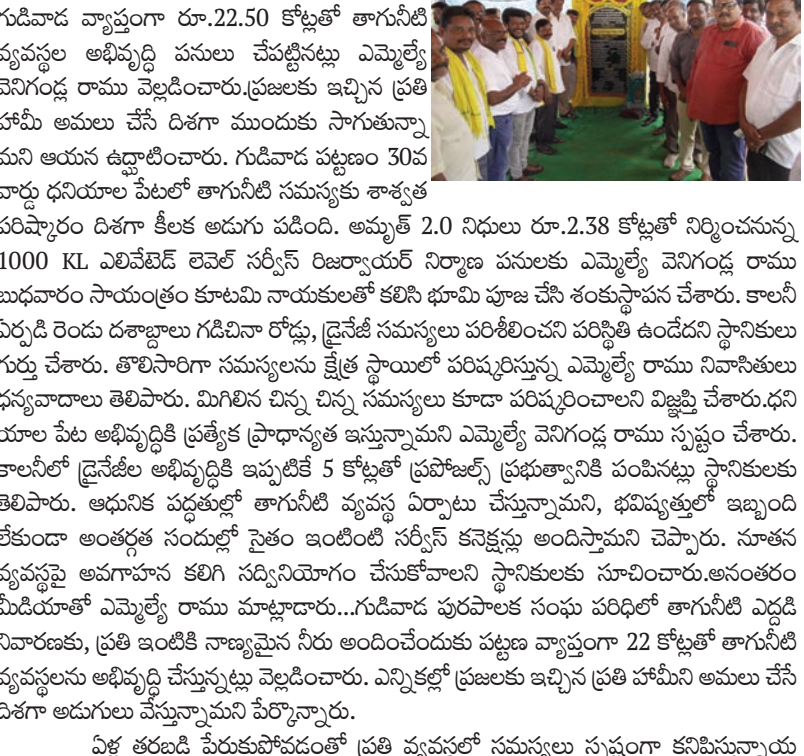 గుడివాడ వ్యాప్తంగా రూ.22.50 కోట్లతో తాగునీటి
వ్యవస్థల అభివృద్ధి పనులు చేపట్టినట్లు ఎమ్మెల్యే
వెనిగండ్ల రాము వెల్లడించారు.ప్రజలకు ఇచ్చిన ప్రతి
హామీ అమలు చేసే దిశగా ముందుకు సాగుతున్నా
మని ఆయన ఉద్ఘాటించారు. గుడివాడ పట్టణం 30వ
వార్డు ధనియాల పేటలో తాగునీటి సమస్యకు శాశ్వత
పరిష్కారం దిశగా కీలక అడుగు పడింది. అమృత్ 2.0 నిధులు రూ.2.38 కోట్లతో నిర్మించనున్న
1000 KL ఎలివేటెడ్ లెవెల్ సర్వీస్ రిజర్వాయర్ నిర్మాణ పనులకు ఎమ్మెల్యే వెనిగండ్ల రాము
బుధవారం సాయంత్రం కూటమి నాయకులతో కలిసి భూమి పూజ చేసి శంకుస్థాపన చేశారు. కాలనీ
ఏర్పడి రెండు దశాబ్దాలు గడిచినా రోడ్లు, డ్రైనేజీ సమస్యలు పరిశీలించని పరిస్థితి ఉండేదని స్థానికులు
గుర్తు చేశారు. తొలిసారిగా సమస్యలను క్షేత్ర స్థాయిలో పరిష్కరిస్తున్న ఎమ్మెల్యే రాము నివాసితులు
ధన్యవాదాలు తెలిపారు. మిగిలిన చిన్న చిన్న సమస్యలు కూడా పరిష్కరించాలని విజ్ఞప్తి చేశారు.ధని
యాల పేట అభివృద్ధికి ప్రత్యేక ప్రాధాన్యత ఇస్తున్నామని ఎమ్మెల్యే వెనిగండ్ల రాము స్పష్టం చేశారు.
కాలనీలో డ్రైనేజీల అభివృద్ధికి ఇప్పటికే 5 కోట్లతో ప్రపోజల్స్ ప్రభుత్వానికి పంపినట్లు స్థానికులకు
తెలిపారు. ఆధునిక పద్ధతుల్లో తాగునీటి వ్యవస్థ ఏర్పాటు చేస్తున్నామని, భవిష్యత్తులో ఇబ్బంది
లేకుండా అంతర్గత సందుల్లో సైతం ఇంటింటి సర్వీస్ కనెక్షన్లు అందిస్తామని చెప్పారు. నూతన
వ్యవస్థపై అవగాహన కలిగి సద్వినియోగం చేసుకోవాలని స్థానికులకు సూచించారు.అనంతరం
మీడియాతో ఎమ్మెల్యే రాము మాట్లాడారు...గుడివాడ పురపాలక సంఘ పరిధిలో తాగునీటి ఎద్దడి
నివారణకు, ప్రతి ఇంటికి నాణ్యమైన నీరు అందించేందుకు పట్టణ వ్యాప్తంగా 22 కోట్లతో తాగునీటి
వ్యవస్థలను అభివృద్ధి చేస్తున్నట్లు వెల్లడించారు. ఎన్నికల్లో ప్రజలకు ఇచ్చిన ప్రతి హామీని అమలు చేసే
దిశగా అడుగులు వేస్తున్నామని పేర్కొన్నారు.
ఏళ్ల తరబడి పేరుకుపోవడంతో ప్రతి వ్యవస్థలో సమస్యలు స్పష్టంగా కనిపిస్తున్నాయ